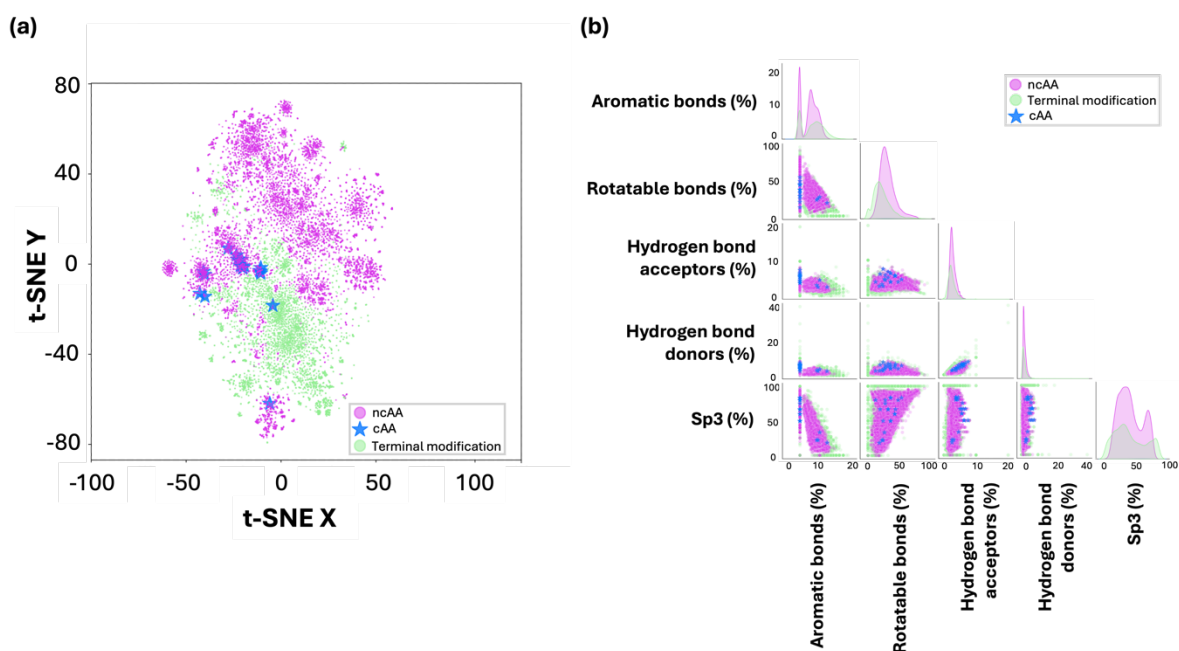 (a)
80
40
0
-40
-80
t-SNE Y
-100
-50
0
50
100
t-SNE X
ncAA
cAA
Terminal modification
(b)
ncAA
Terminal modification
cAA
Aromatic bonds (%)
20
10
0
Rotatable bonds (%)
100
50
0
Hydrogen bond
acceptors (%)
20
10
0
Hydrogen bond
donors (%)
40
20
0
Sp3 (%)
100
50
0
0 10 20
0 50 100
0 10 20
0 20 40
0 50 100
Aromatic bonds (%)
Rotatable bonds (%)
Hydrogen bond
acceptors (%)
Hydrogen bond
donors (%)
Sp3 (%)